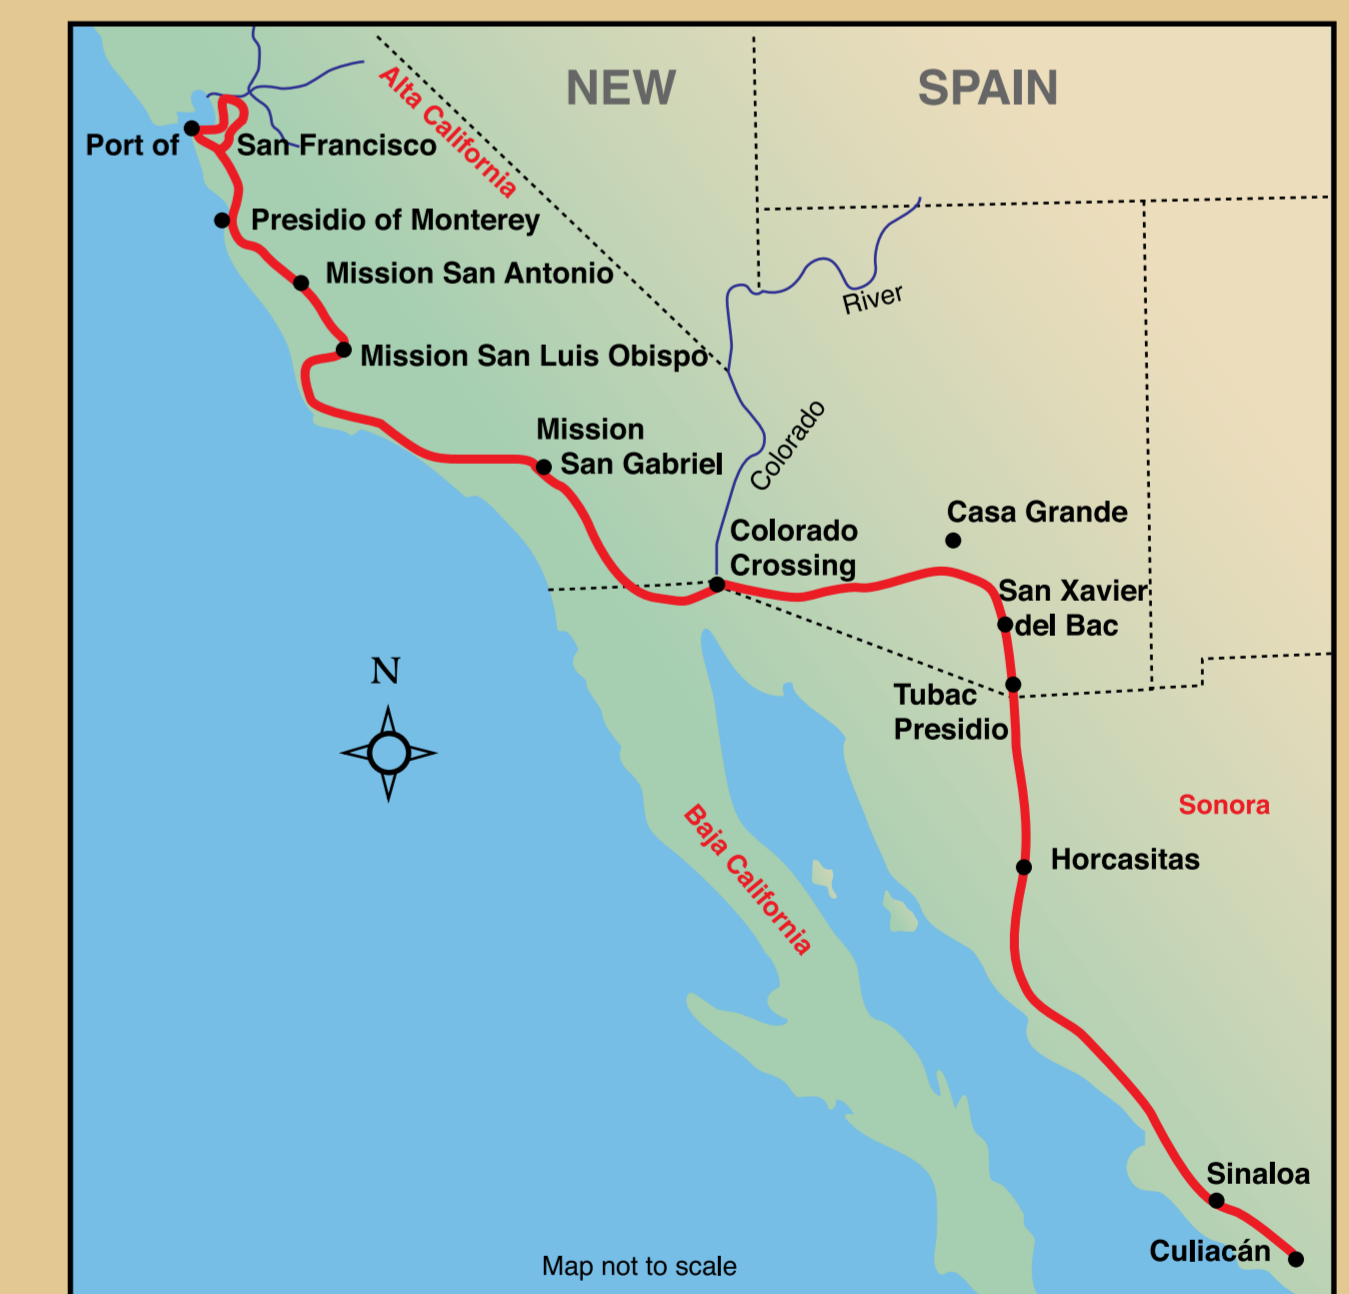 NEW SPAIN
Alta California
Port of San Francisco
Presidio of Monterey
Mission San Antonio
River
Mission San Luis Obispo
Colorado
Mission
San Gabriel
Casa Grande
Colorado
Crossing
San Xavier
del Bac
N
Tubac
Presidio
Sonora
Baja California
Horcasitas
Sinaloa
Culiacán
Map not to scale